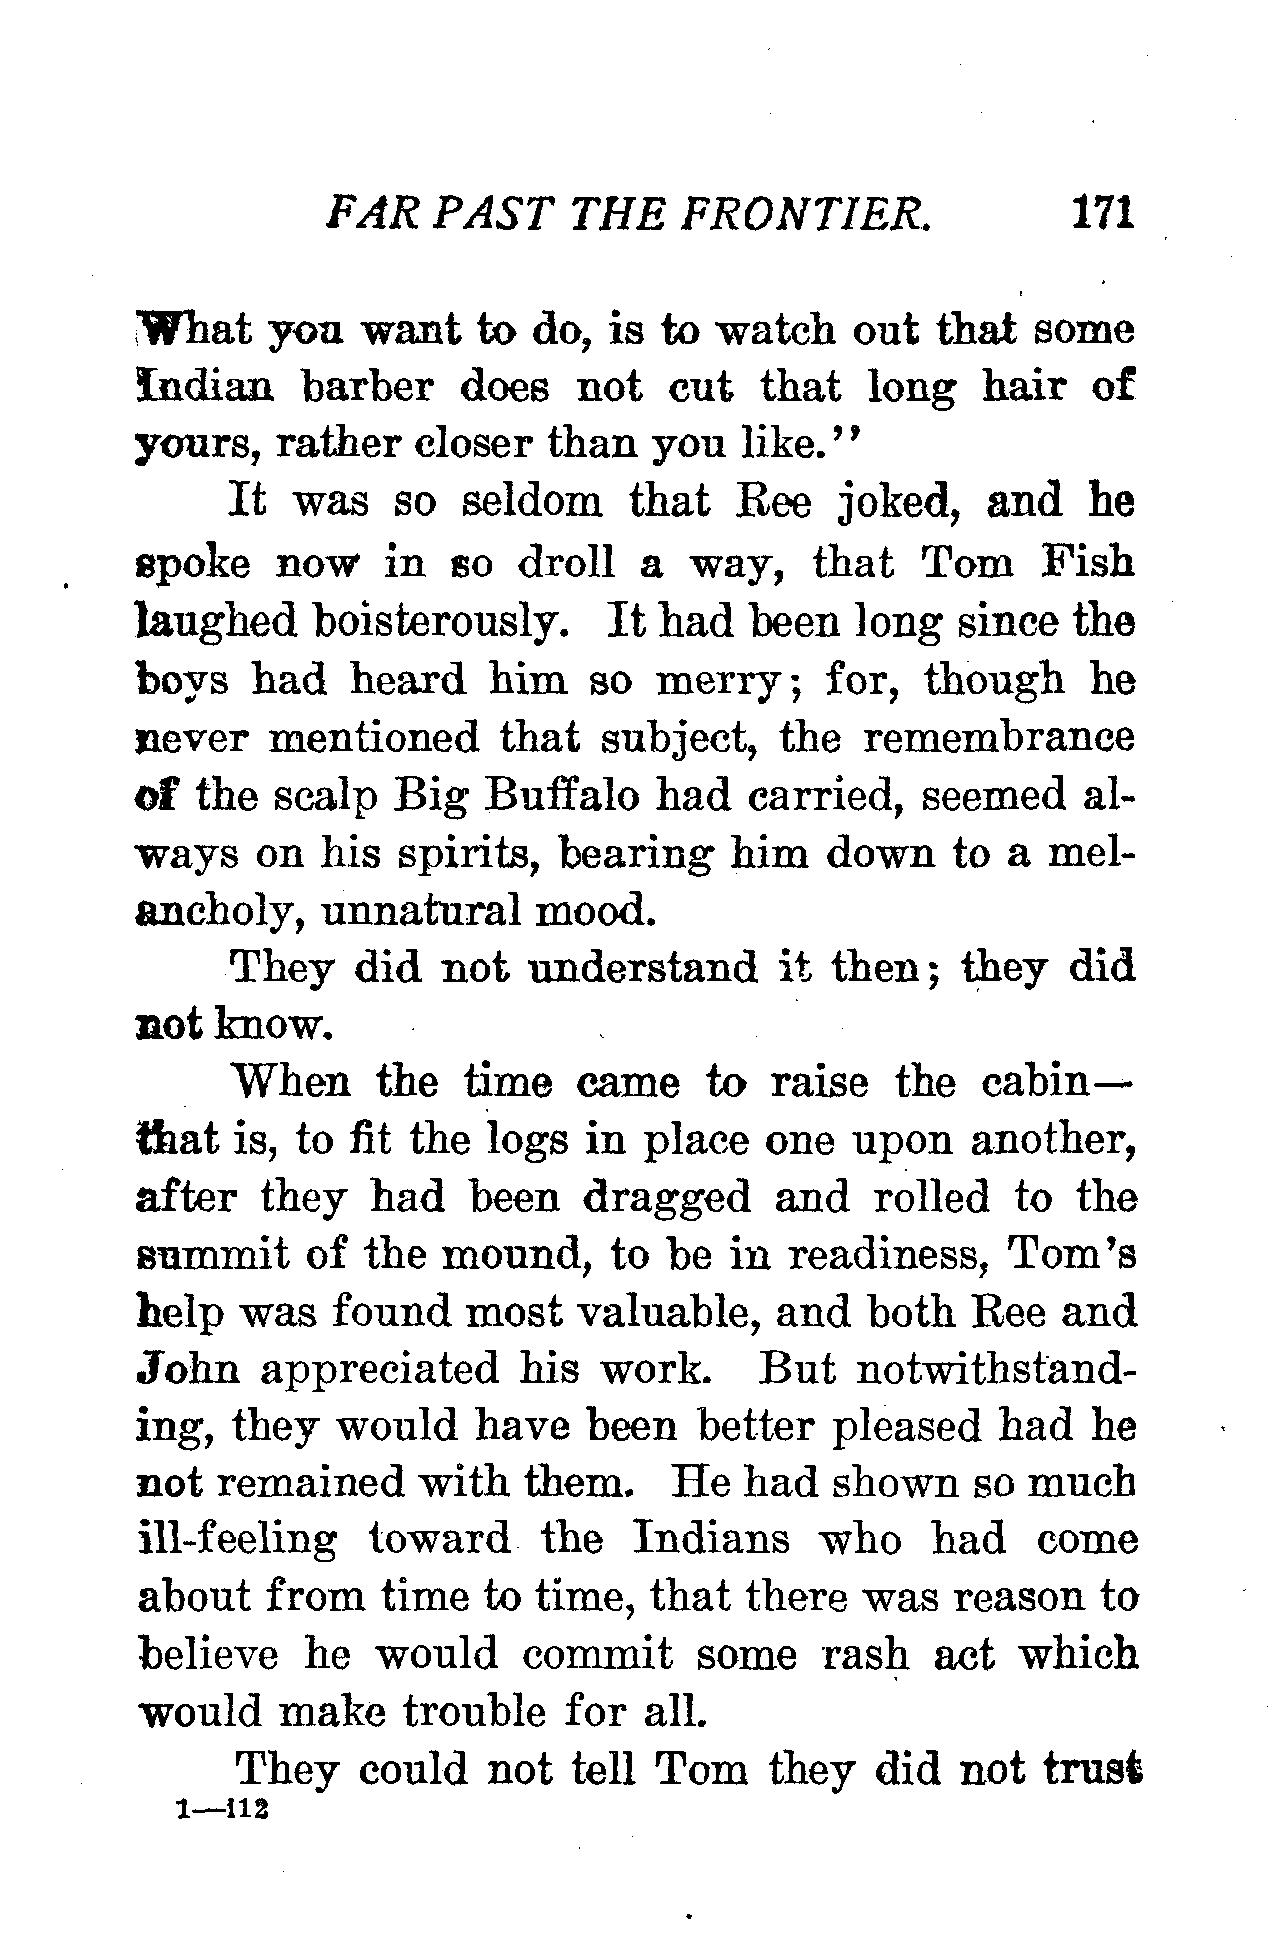 FAR PAST THE FRONTIER. 171
What you want to do, is to watch out that some
Indian barber does not cut that long hair of
yours, rather closer than you like."
It was so seldom that Ree joked, and he
spoke now in so droll a way, that Tom Fish
laughed boisterously. It had been long since the
boys had heard him so merry; for, though he
never mentioned that subject, the remembrance
of the scalp Big Buffalo had carried, seemed al-
ways on his spirits, bearing him down to a mel-
ancholy, unnatural mood.
They did not understand it then; they did
not know.
When the time came to raise the cabin—
that is, to fit the logs in place one upon another,
after they had been dragged and rolled to the
summit of the mound, to be in readiness, Tom's
help was found most valuable, and both Ree and
John appreciated his work. But notwithstand-
ing, they would have been better pleased had he
not remained with them. He had shown so much
ill-feeling toward the Indians who had come
about from time to time, that there was reason to
believe he would commit some rash act which
would make trouble for all.
They could not tell Tom they did not trust
1—112